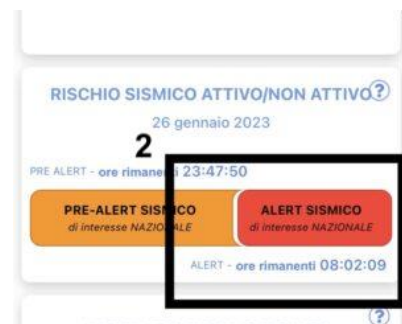 RISCHIO SISMICO ATTIVO/NON ATTIVO ?
26 gennaio 2023
2
PRE ALERT - ore rimanenti 23:47:50
PRE-ALERT SISMICO ALERT SISMICO
di interesse NAZIONALE di interesse NAZIONALE
ALERT - ore rimanenti 08:02:09
?